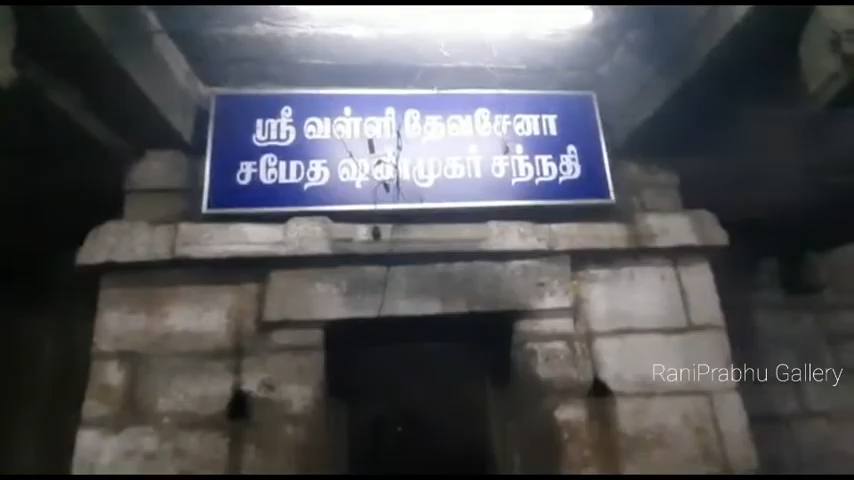 ஸ்ரீ வள்ளி தேவசேனா
சமேத ஷண்முகர் சந்நதி
RaniPrabhu Gallery